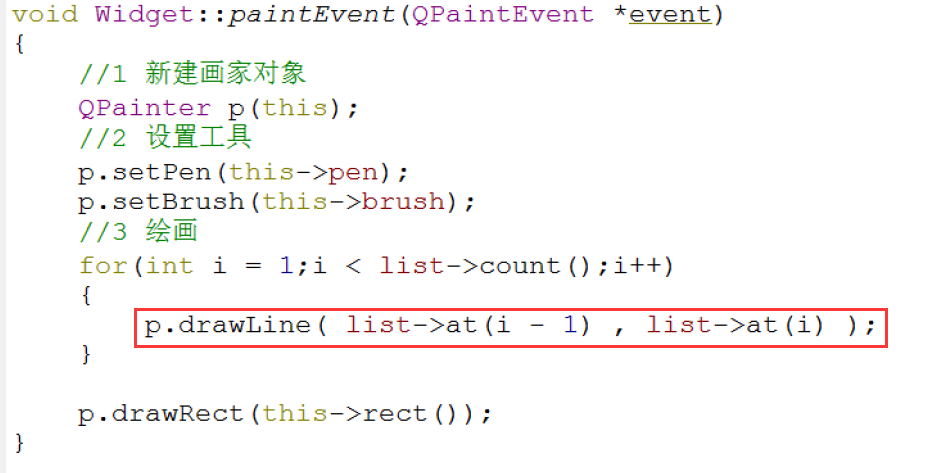 void Widget::paintEvent(QPaintEvent *event)
{
//1 新建画家对象
QPainter p(this);
//2 设置工具
p.setPen(this->pen);
p.setBrush(this->brush);
//3 绘画
for(int i = 1;i < list->count();i++)
{
p.drawLine( list->at(i - 1) , list->at(i) );
}
p.drawRect(this->rect());
}